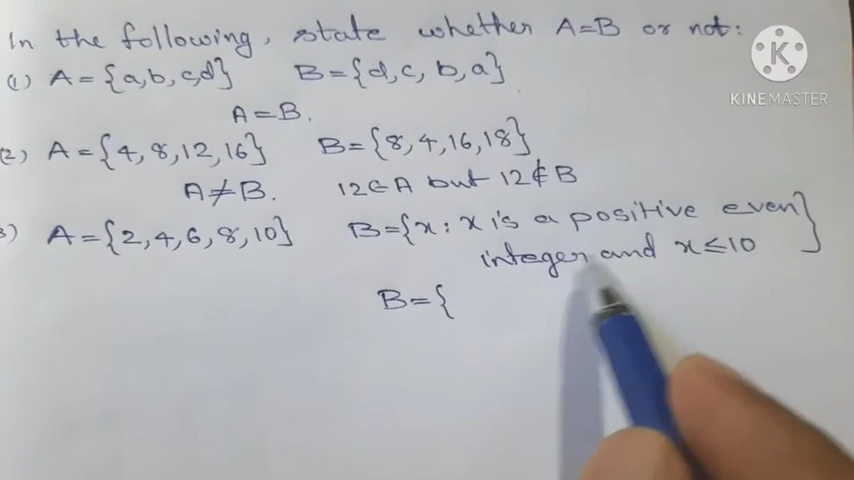 In the following, state whether A=B or not:
(1) A={a,b,c,d} B={d,c, b,a}
A=B.
(2) A={4,8,12,16} B={8,4,16,18}
A≠B. 12∈A but 12∉B
3) A={2,4,6,8,10} B={x: x is a positive even
integer and x≤10}
B={
KINEMASTER